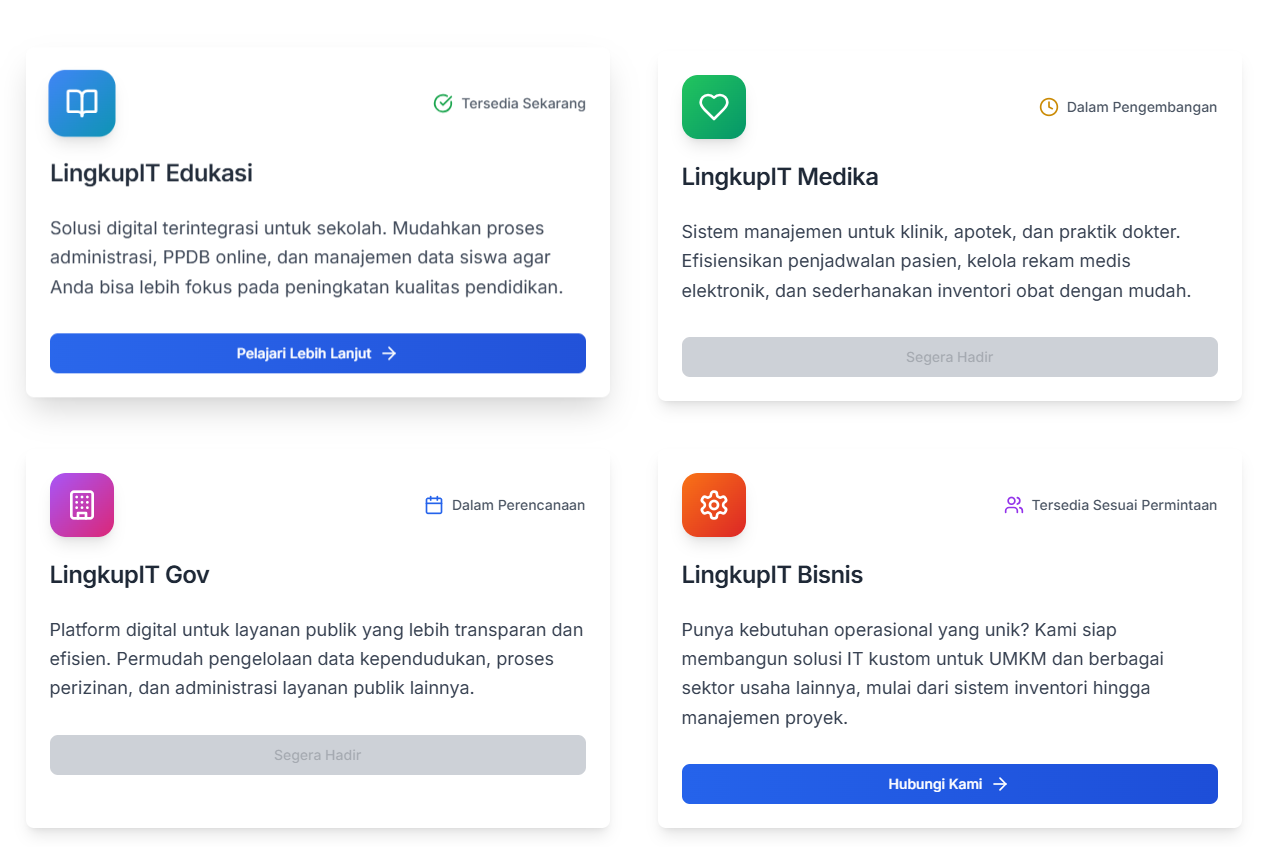 Tersedia Sekarang
LingkupIT Edukasi
Solusi digital terintegrasi untuk sekolah. Mudahkan proses
administrasi, PPDB online, dan manajemen data siswa agar
Anda bisa lebih fokus pada peningkatan kualitas pendidikan.
Pelajari Lebih Lanjut
Dalam Pengembangan
LingkupIT Medika
Sistem manajemen untuk klinik, apotek, dan praktik dokter.
Efisiensikan penjadwalan pasien, kelola rekam medis
elektronik, dan sederhanakan inventori obat dengan mudah.
Segera Hadir
Dalam Perencanaan
LingkupIT Gov
Platform digital untuk layanan publik yang lebih transparan dan
efisien. Permudah pengelolaan data kependudukan, proses
perizinan, dan administrasi layanan publik lainnya.
Segera Hadir
Tersedia Sesuai Permintaan
LingkupIT Bisnis
Punya kebutuhan operasional yang unik? Kami siap
membangun solusi IT kustom untuk UMKM dan berbagai
sektor usaha lainnya, mulai dari sistem inventori hingga
manajemen proyek.
Hubungi Kami